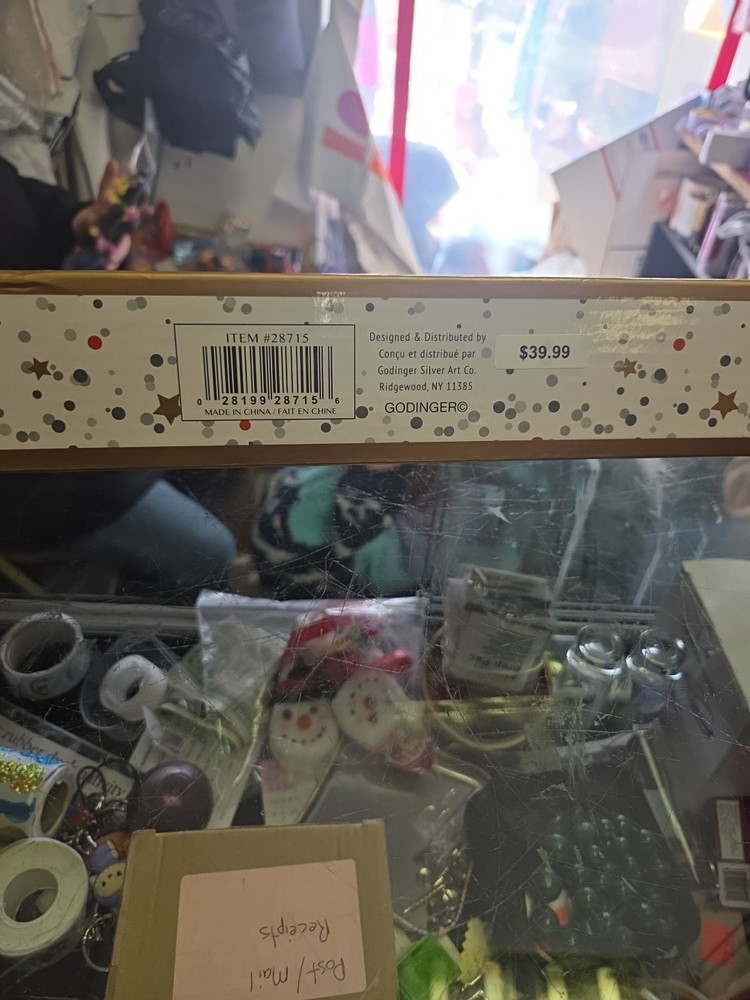 ITEM #28715
0 28199 28715 6
MADE IN CHINA / FAIT EN CHINE
Designed & Distributed by
Conçu et distribué par
Godinger Silver Art Co.
Ridgewood, NY 11385
GODINGER©
$39.99
rubber
Post/Mail
Receipts